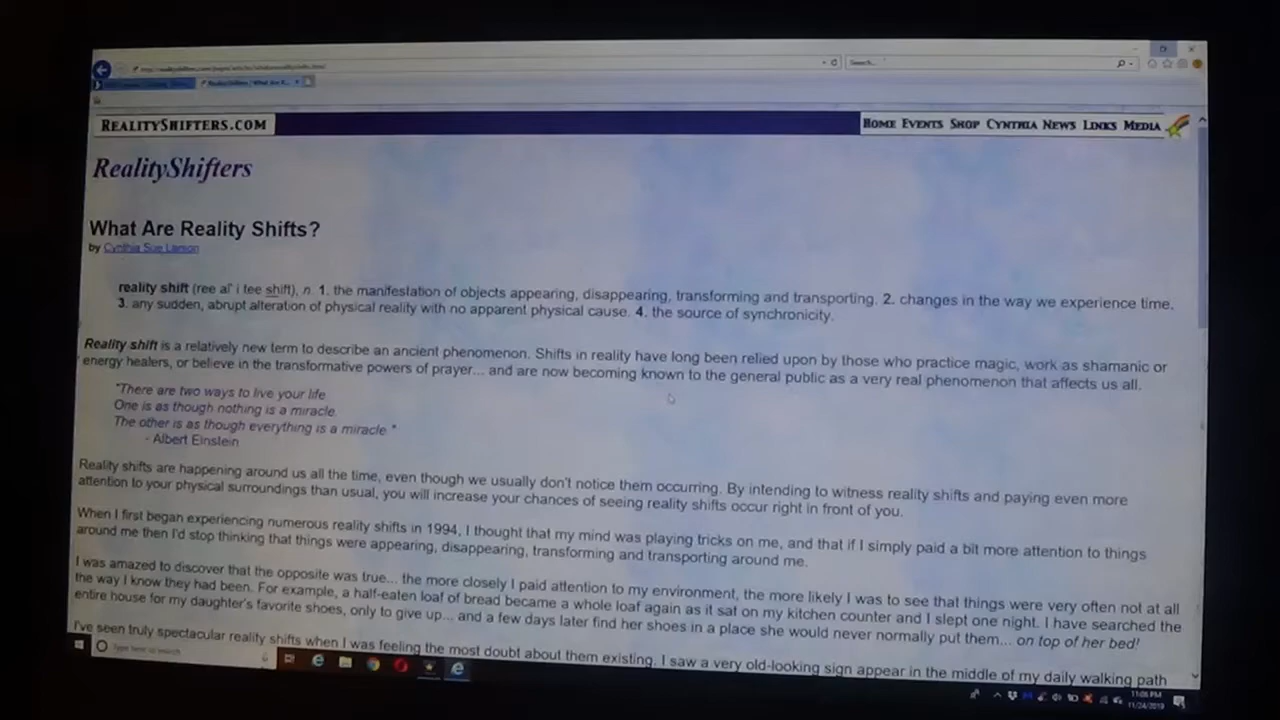 Search...
RealityShifters / What Are R...
REALITYSHIFTERS.COM
HOME EVENTS SHOP CYNTHIA NEWS LINKS MEDIA
RealityShifters
What Are Reality Shifts?
by Cynthia Sue Larson
reality shift (ree al' i tee shift), n. 1. the manifestation of objects appearing, disappearing, transforming and transporting. 2. changes in the way we experience time.
3. any sudden, abrupt alteration of physical reality with no apparent physical cause. 4. the source of synchronicity.
Reality shift is a relatively new term to describe an ancient phenomenon. Shifts in reality have long been relied upon by those who practice magic, work as shamanic or
energy healers, or believe in the transformative powers of prayer... and are now becoming known to the general public as a very real phenomenon that affects us all.
"There are two ways to live your life
One is as though nothing is a miracle.
The other is as though everything is a miracle."
- Albert Einstein
Reality shifts are happening around us all the time, even though we usually don't notice them occurring. By intending to witness reality shifts and paying even more
attention to your physical surroundings than usual, you will increase your chances of seeing reality shifts occur right in front of you.
When I first began experiencing numerous reality shifts in 1994, I thought that my mind was playing tricks on me, and that if I simply paid a bit more attention to things
around me then I'd stop thinking that things were appearing, disappearing, transforming and transporting around me.
I was amazed to discover that the opposite was true... the more closely I paid attention to my environment, the more likely I was to see that things were very often not at all
the way I know they had been. For example, a half-eaten loaf of bread became a whole loaf again as it sat on my kitchen counter and I slept one night. I have searched the
entire house for my daughter's favorite shoes, only to give up... and a few days later find her shoes in a place she would never normally put them... on top of her bed!
I've seen truly spectacular reality shifts when I was feeling the most doubt about them existing. I saw a very old-looking sign appear in the middle of my daily walking path
Type here to search
11:06 PM
11/24/2019